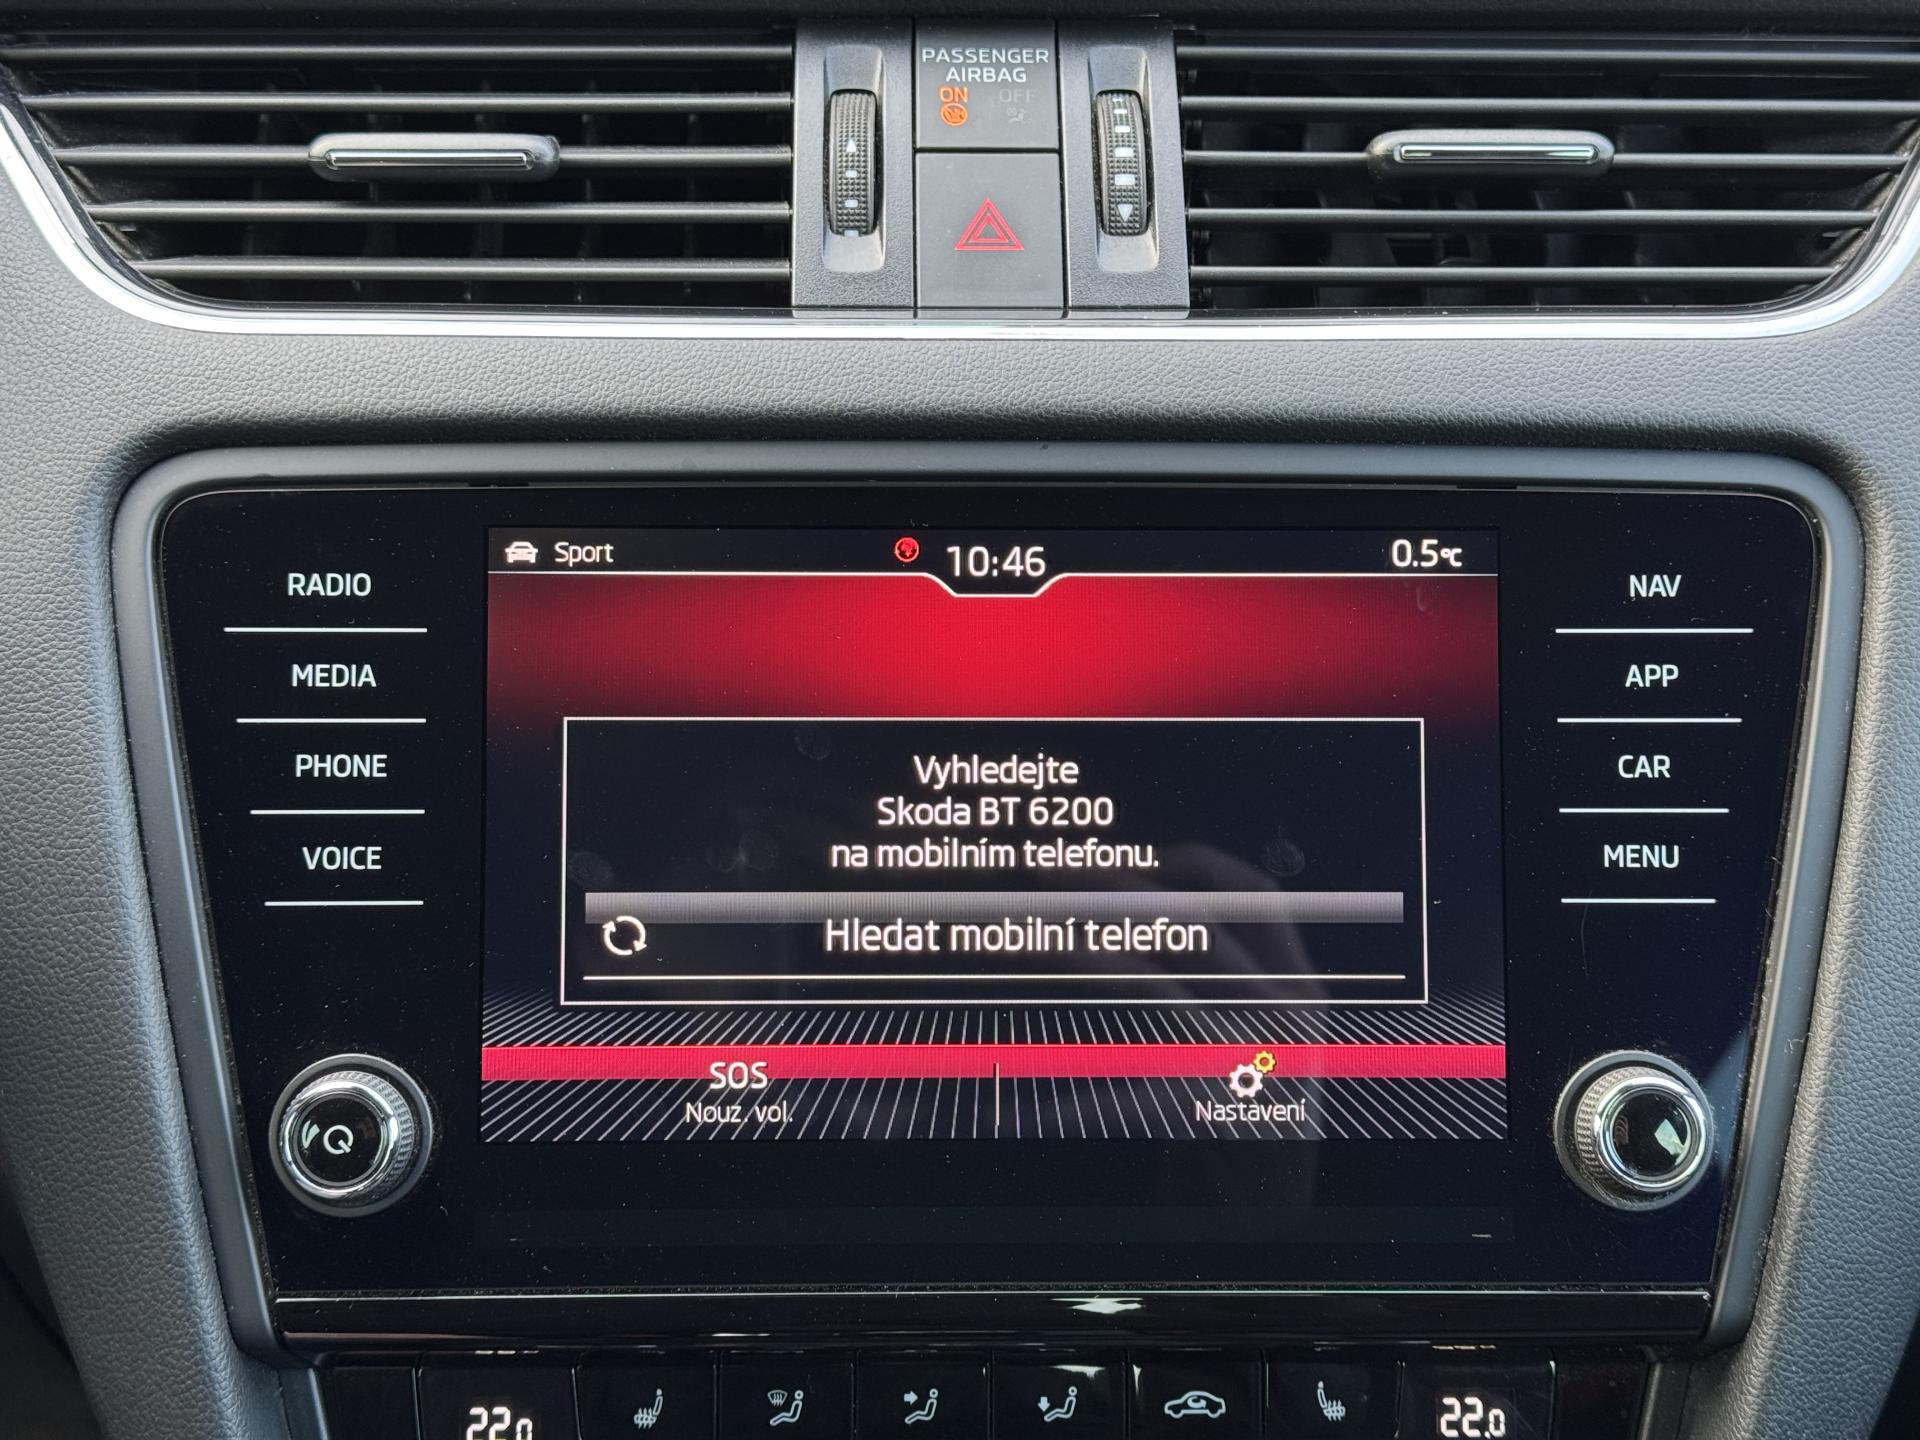 PASSENGER
AIRBAG
ON OFF
Sport 10:46 0.5°C
RADIO
MEDIA
PHONE
VOICE
NAV
APP
CAR
MENU
Vyhledejte
Skoda BT 6200
na mobilním telefonu.
Hledat mobilní telefon
SOS
Nouz. vol.
Nastavení
22.0 22.0